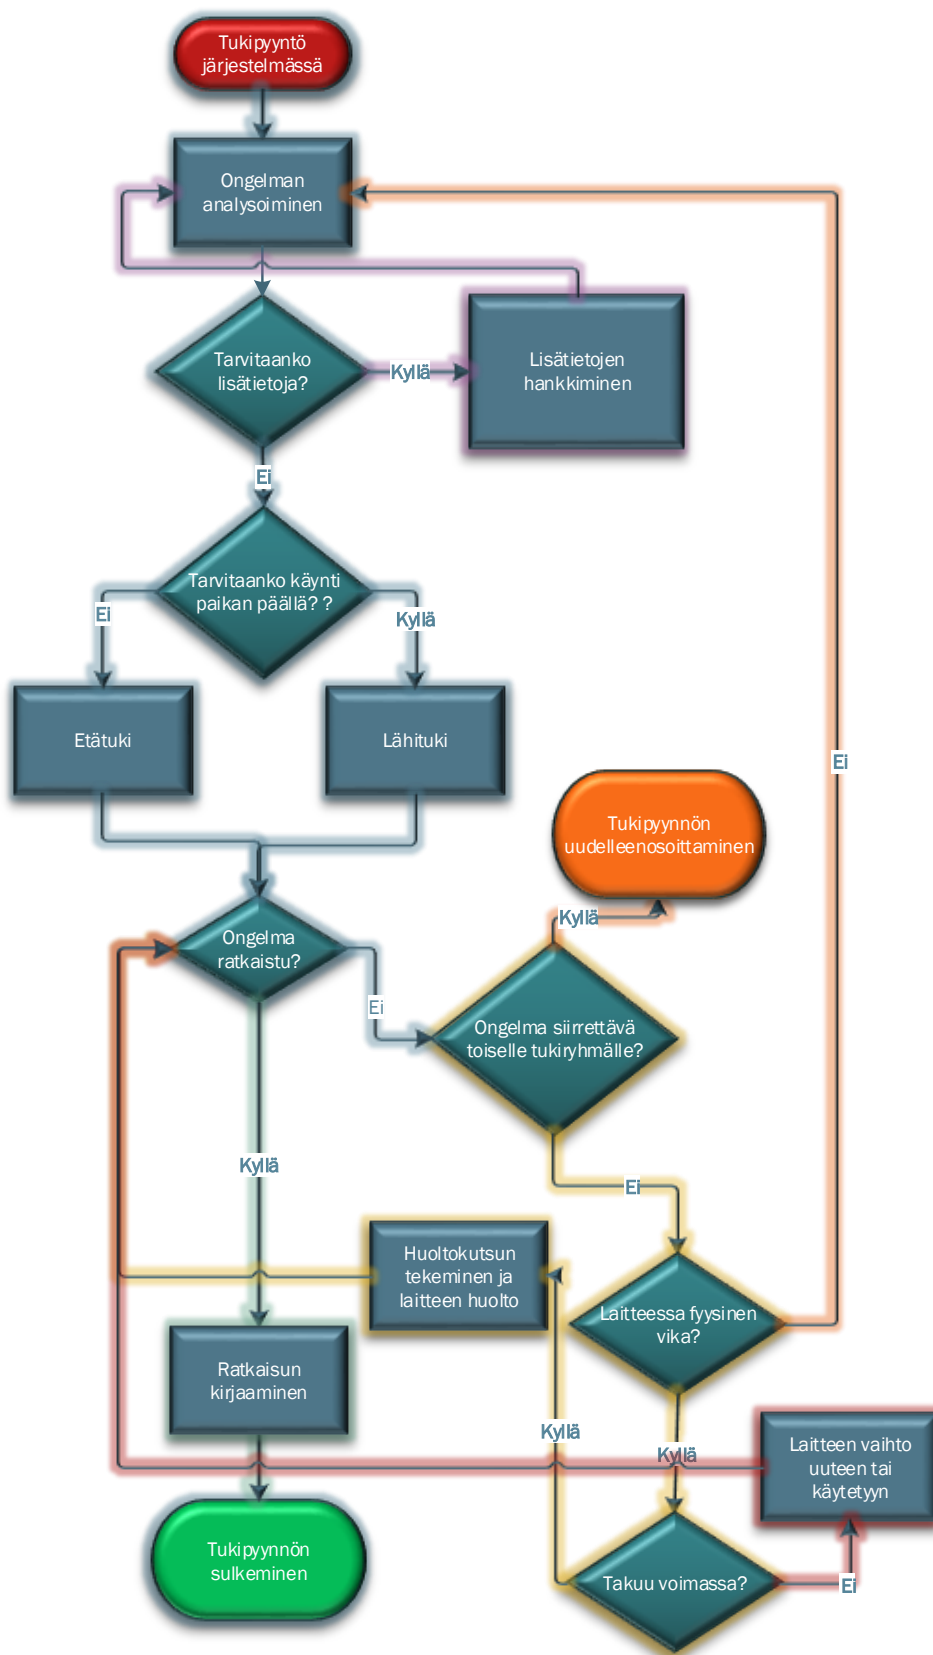 Tukipyyntö
järjestelmässä
Ongelman
analysoiminen
Tarvitaanko
lisätietoja?
Kyllä
Lisätietojen
hankkiminen
Ei
Tarvitaanko käynti
paikan päällä? ?
Ei
Kyllä
Etätuki
Lähituki
Ei
Tukipyynnön
uudelleenosoittaminen
Kyllä
Ongelma
ratkaistu?
Ei
Ongelma siirrettävä
toiselle tukiryhmälle?
Kyllä
Ei
Huoltokutsun
tekeminen ja
laitteen huolto
Laitteessa fyysinen
vika?
Ratkaisun
kirjaaminen
Kyllä
Kyllä
Laitteen vaihto
uuteen tai
käytetyyn
Tukipyynnön
sulkeminen
Takuu voimassa?
Ei